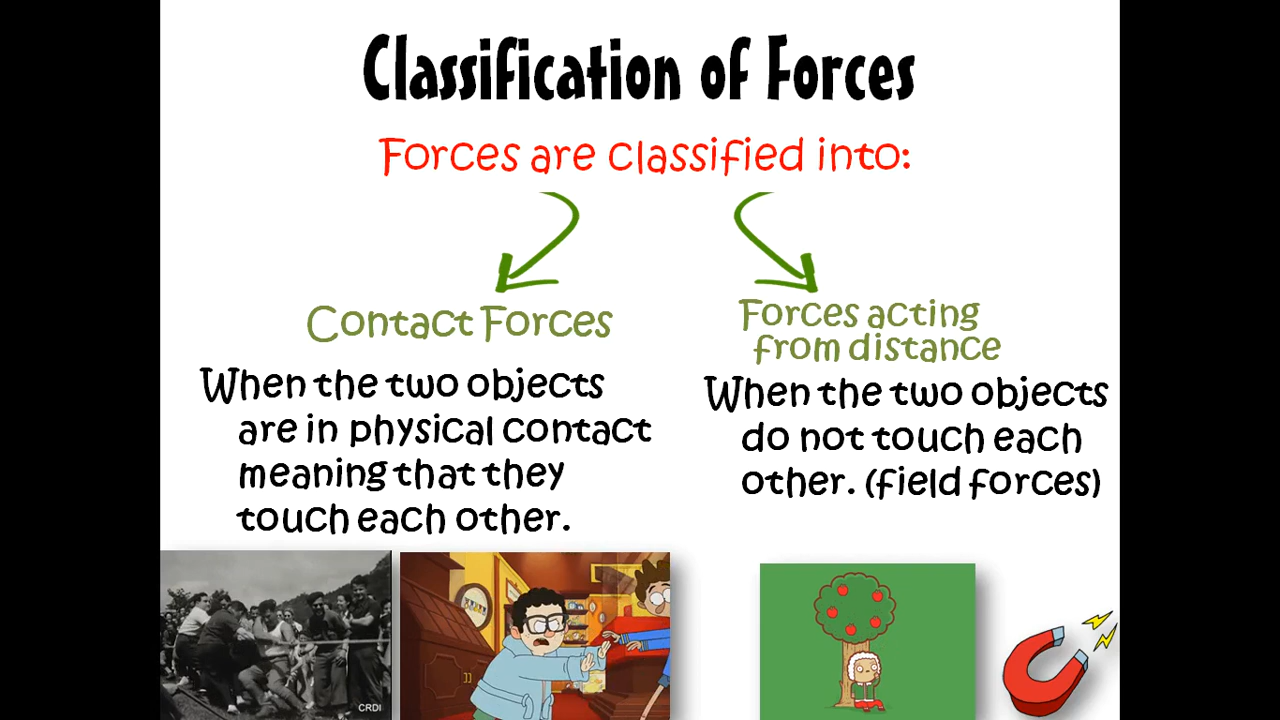 Classification of Forces
Forces are classified into:
Contact Forces
When the two objects
are in physical contact
meaning that they
touch each other.
Forces acting
from distance
When the two objects
do not touch each
other. (field forces)
CRDI